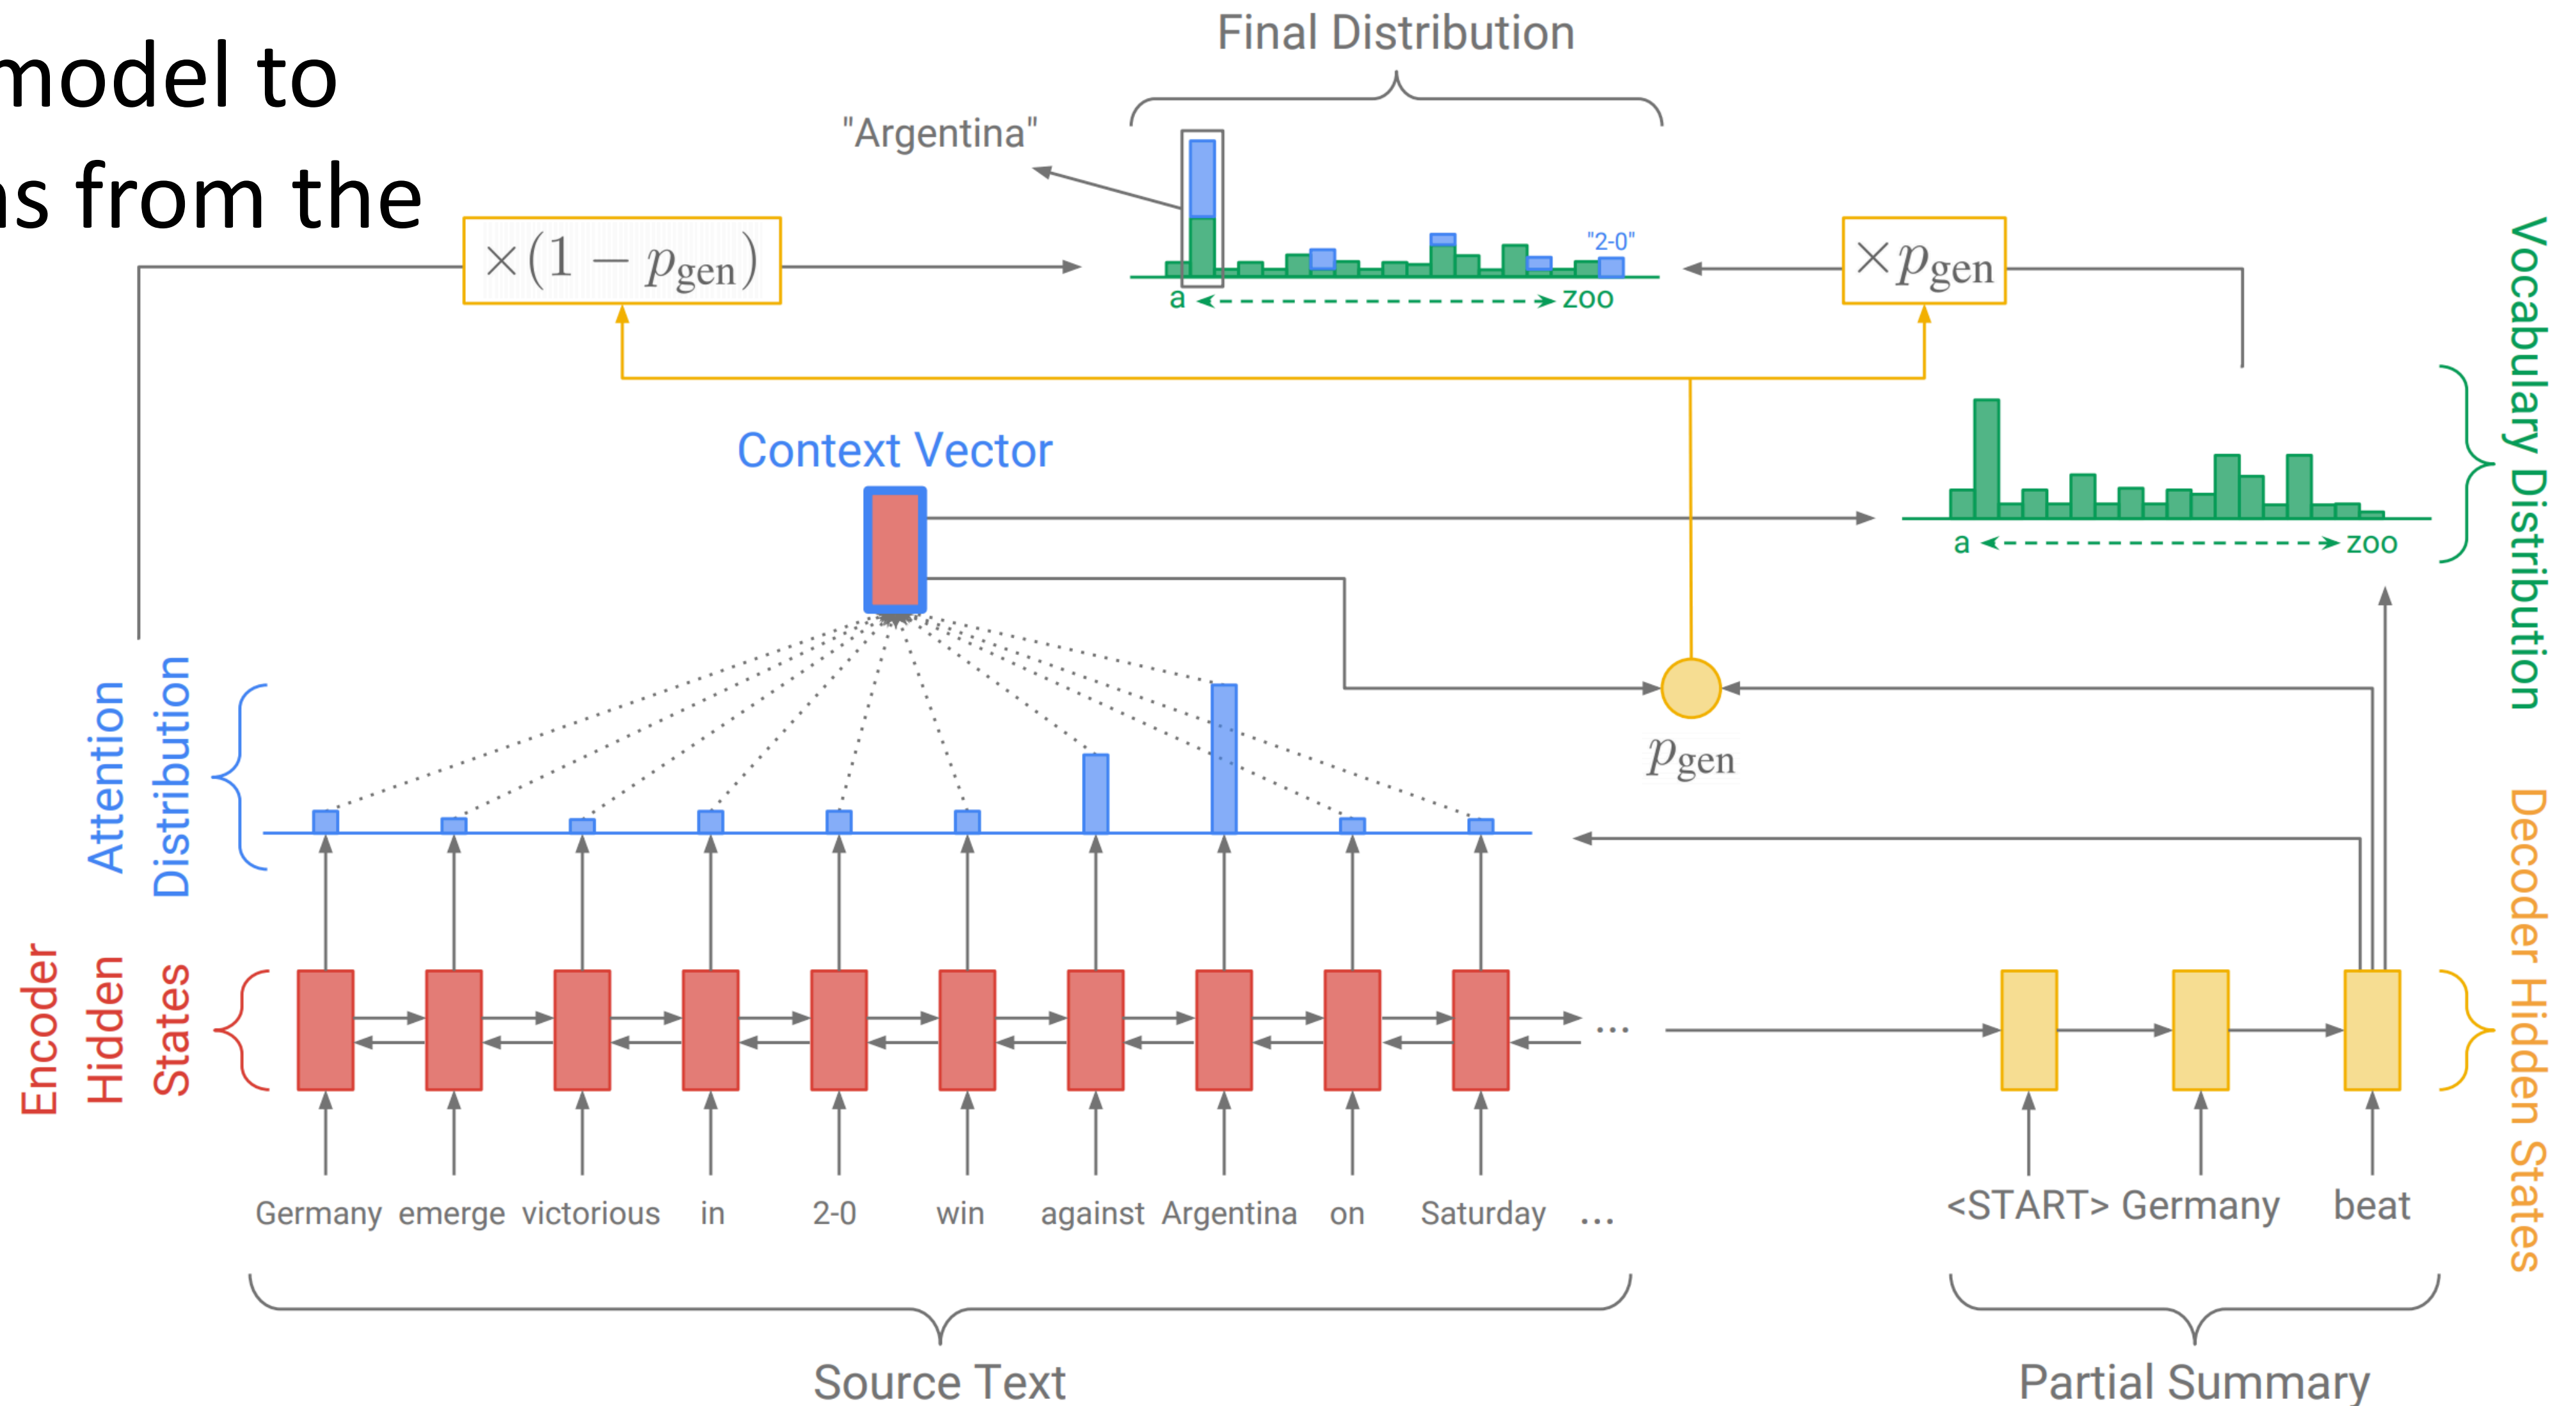 model to
ns from the
Final Distribution
"Argentina"
×(1 − pgen)
"2-0"
a zoo
×pgen
Context Vector
a zoo
Vocabulary Distribution
pgen
Attention
Distribution
Encoder
Hidden
States
...
Decoder Hidden States
Germany emerge victorious in 2-0 win against Argentina on Saturday ...
<START> Germany beat
Source Text
Partial Summary